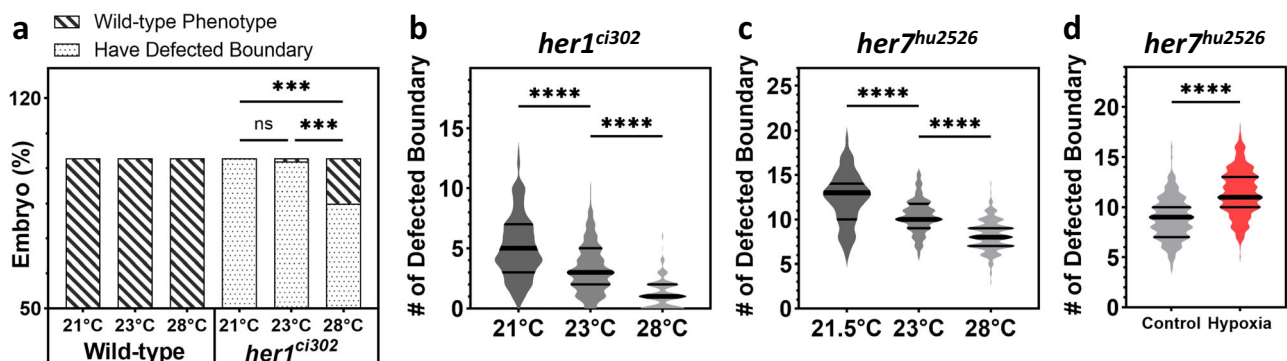 a
Wild-type Phenotype
Have Defected Boundary
Embryo (%)
120
50
***
ns
***
21°C 23°C 28°C 21°C 23°C 28°C
Wild-type her1ci302
b
her1ci302
# of Defected Boundary
15
10
5
0
****
****
21°C 23°C 28°C
c
her7hu2526
# of Defected Boundary
25
20
15
10
5
0
****
****
21.5°C 23°C 28°C
d
her7hu2526
# of Defected Boundary
20
10
0
****
Control Hypoxia